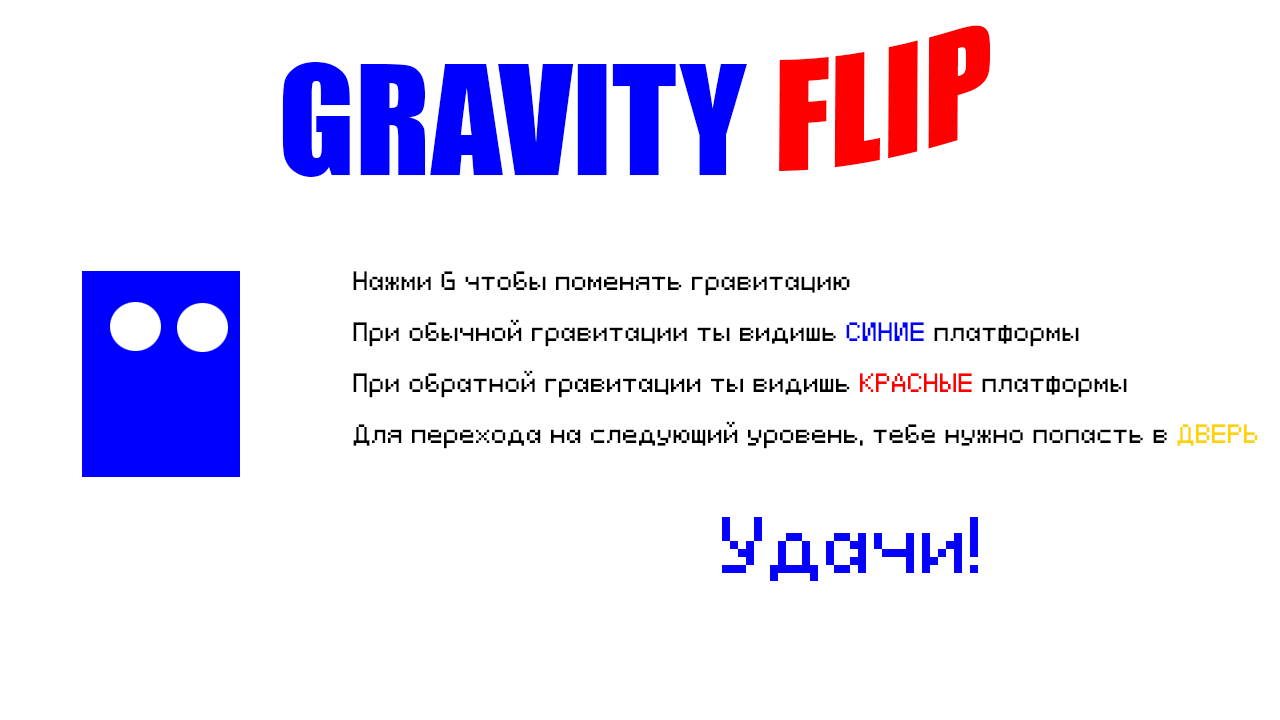 GRAVITY FLIP
Нажми G чтобы поменять гравитацию
При обычной гравитации ты видишь СИНИЕ платформы
При обратной гравитации ты видишь КРАСНЫЕ платформы
Для перехода на следующий уровень, тебе нужно попасть в ДВЕРЬ
Удачи!